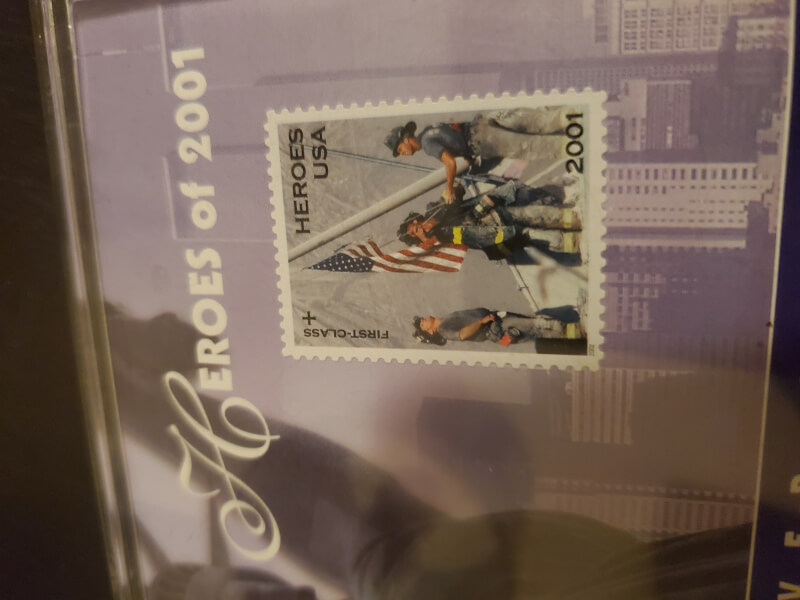 HEROES of 2001
HEROES
USA
2001
FIRST-CLASS
+
V E R